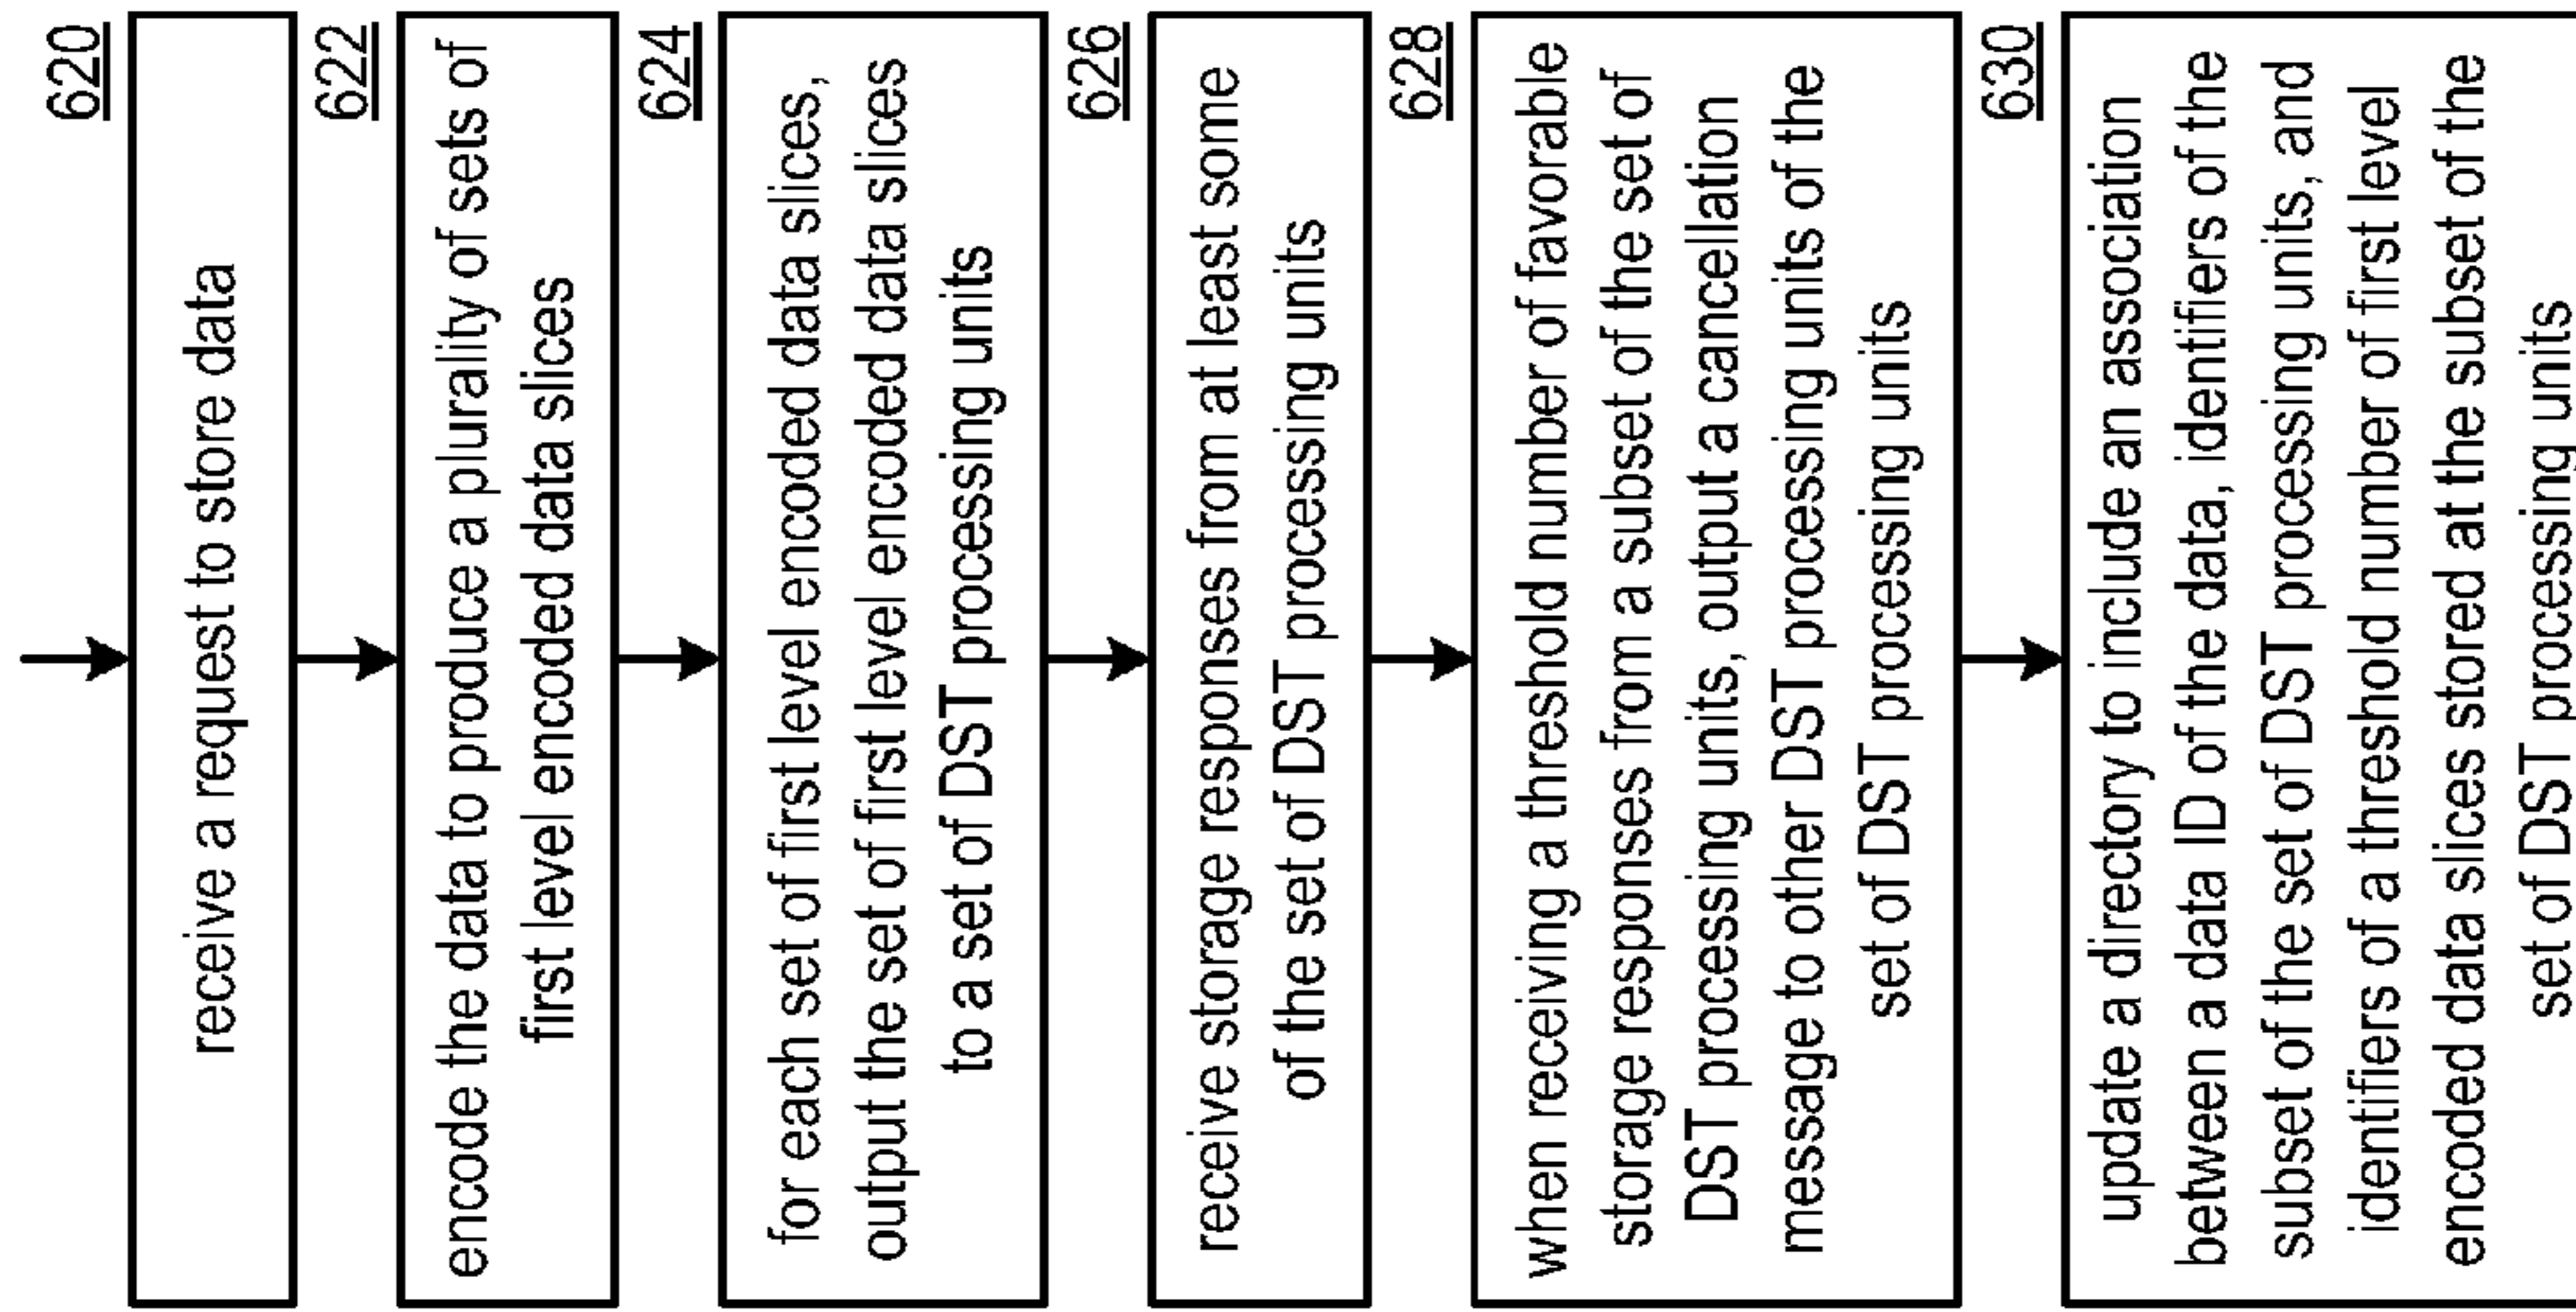 620
receive a request to store data
622
encode the data to produce a plurality of sets of
first level encoded data slices
624
for each set of first level encoded data slices,
output the set of first level encoded data slices
to a set of DST processing units
626
receive storage responses from at least some
of the set of DST processing units
628
when receiving a threshold number of favorable
storage responses from a subset of the set of
DST processing units, output a cancellation
message to other DST processing units of the
set of DST processing units
630
update a directory to include an association
between a data ID of the data, identifiers of the
subset of the set of DST processing units, and
identifiers of a threshold number of first level
encoded data slices stored at the subset of the
set of DST processing units